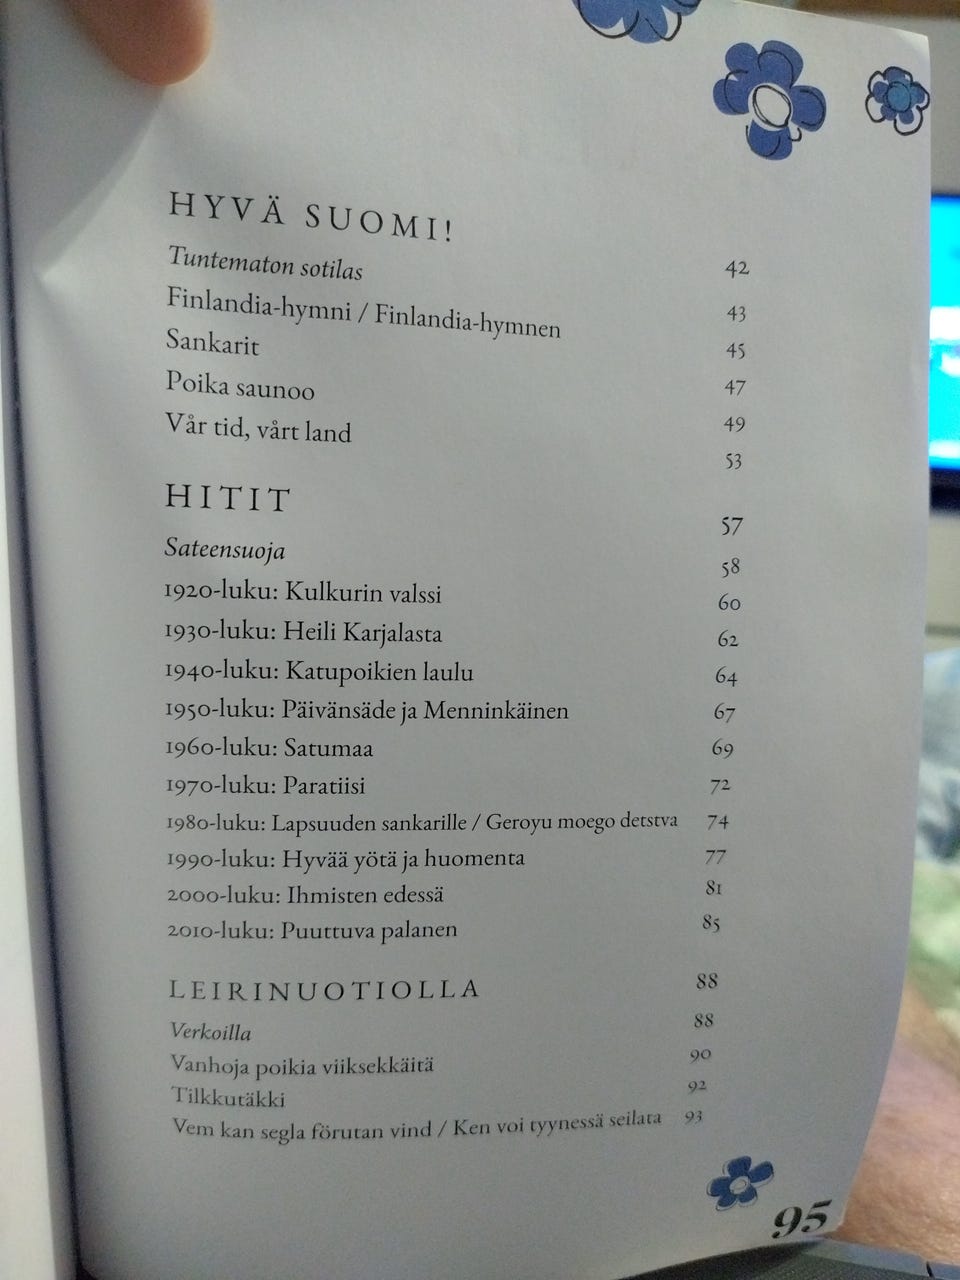 HYVÄ SUOMI! 42
Tuntematon sotilas 43
Finlandia-hymni / Finlandia-hymnen 45
Sankarit 47
Poika saunoo 49
Vår tid, vårt land 53
HITIT 57
Sateensuoja 58
1920-luku: Kulkurin valssi 60
1930-luku: Heili Karjalasta 62
1940-luku: Katupoikien laulu 64
1950-luku: Päivänsäde ja Menninkäinen 67
1960-luku: Satumaa 69
1970-luku: Paratiisi 72
1980-luku: Lapsuuden sankarille / Geroyu moego detstva 74
1990-luku: Hyvää yötä ja huomenta 77
2000-luku: Ihmisten edessä 81
2010-luku: Puuttuva palanen 85
LEIRINUOTIOLLA 88
Verkoilla 88
Vanhoja poikia viiksekkäitä 90
Tilkkutäkki 92
Vem kan segla förutan vind / Ken voi tyynessä seilata 93
95